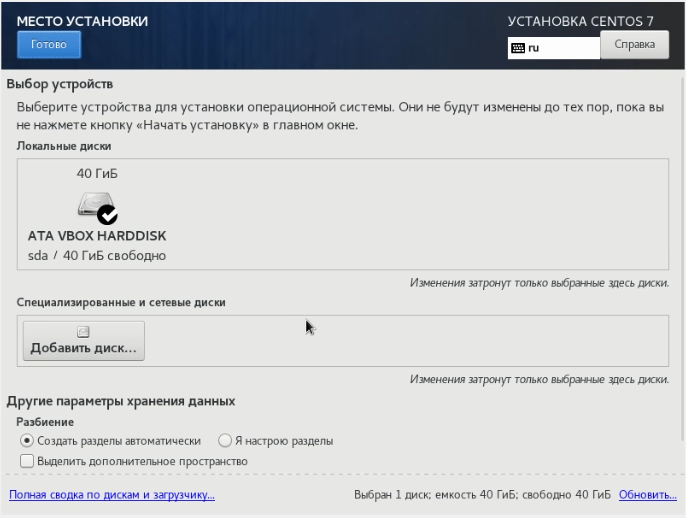 МЕСТО УСТАНОВКИ
УСТАНОВКА CENTOS 7
Готово
ru
Справка
Выбор устройств
Выберите устройства для установки операционной системы. Они не будут изменены до тех пор, пока вы
не нажмете кнопку «Начать установку» в главном окне.
Локальные диски
40 ГиБ
ATA VBOX HARDDISK
sda / 40 ГиБ свободно
Изменения затронут только выбранные здесь диски.
Специализированные и сетевые диски
Добавить диск...
Изменения затронут только выбранные здесь диски.
Другие параметры хранения данных
Разбиение
Создать разделы автоматически
Я настрою разделы
Выделить дополнительное пространство
Полная сводка по дискам и загрузчику...
Выбран 1 диск; емкость 40 ГиБ; свободно 40 ГиБ
Обновить...